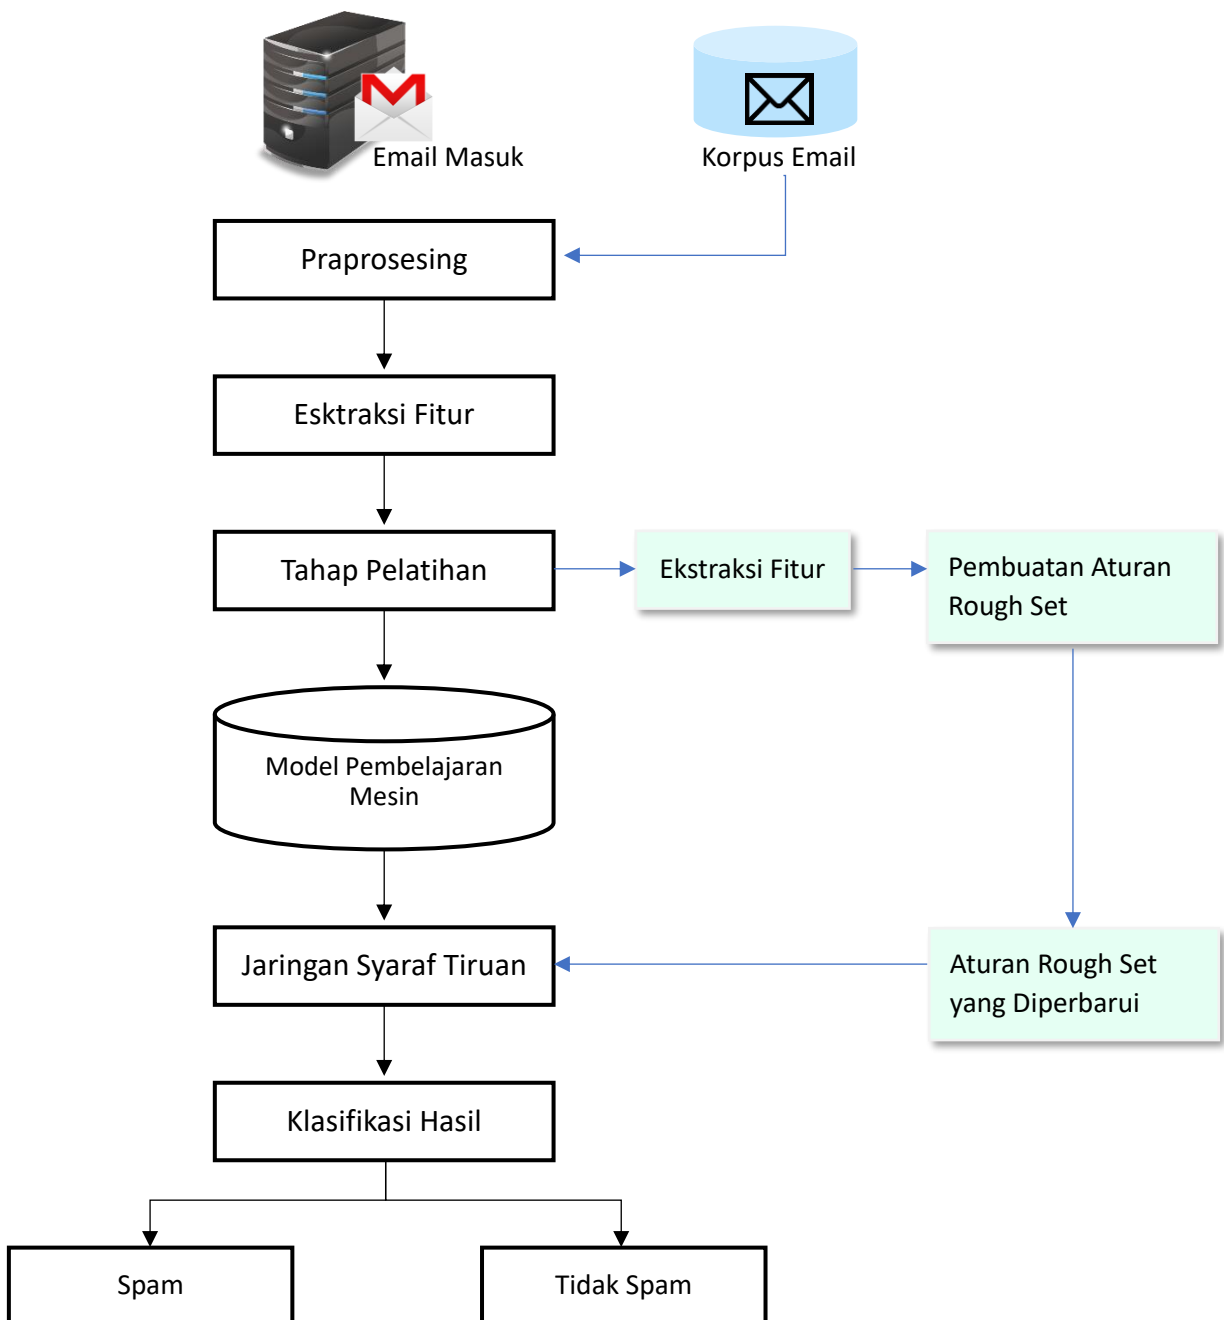 Email Masuk
Korpus Email
Praprosesing
Esktraksi Fitur
Tahap Pelatihan
Ekstraksi Fitur
Pembuatan Aturan
Rough Set
Model Pembelajaran
Mesin
Jaringan Syaraf Tiruan
Aturan Rough Set
yang Diperbarui
Klasifikasi Hasil
Spam
Tidak Spam